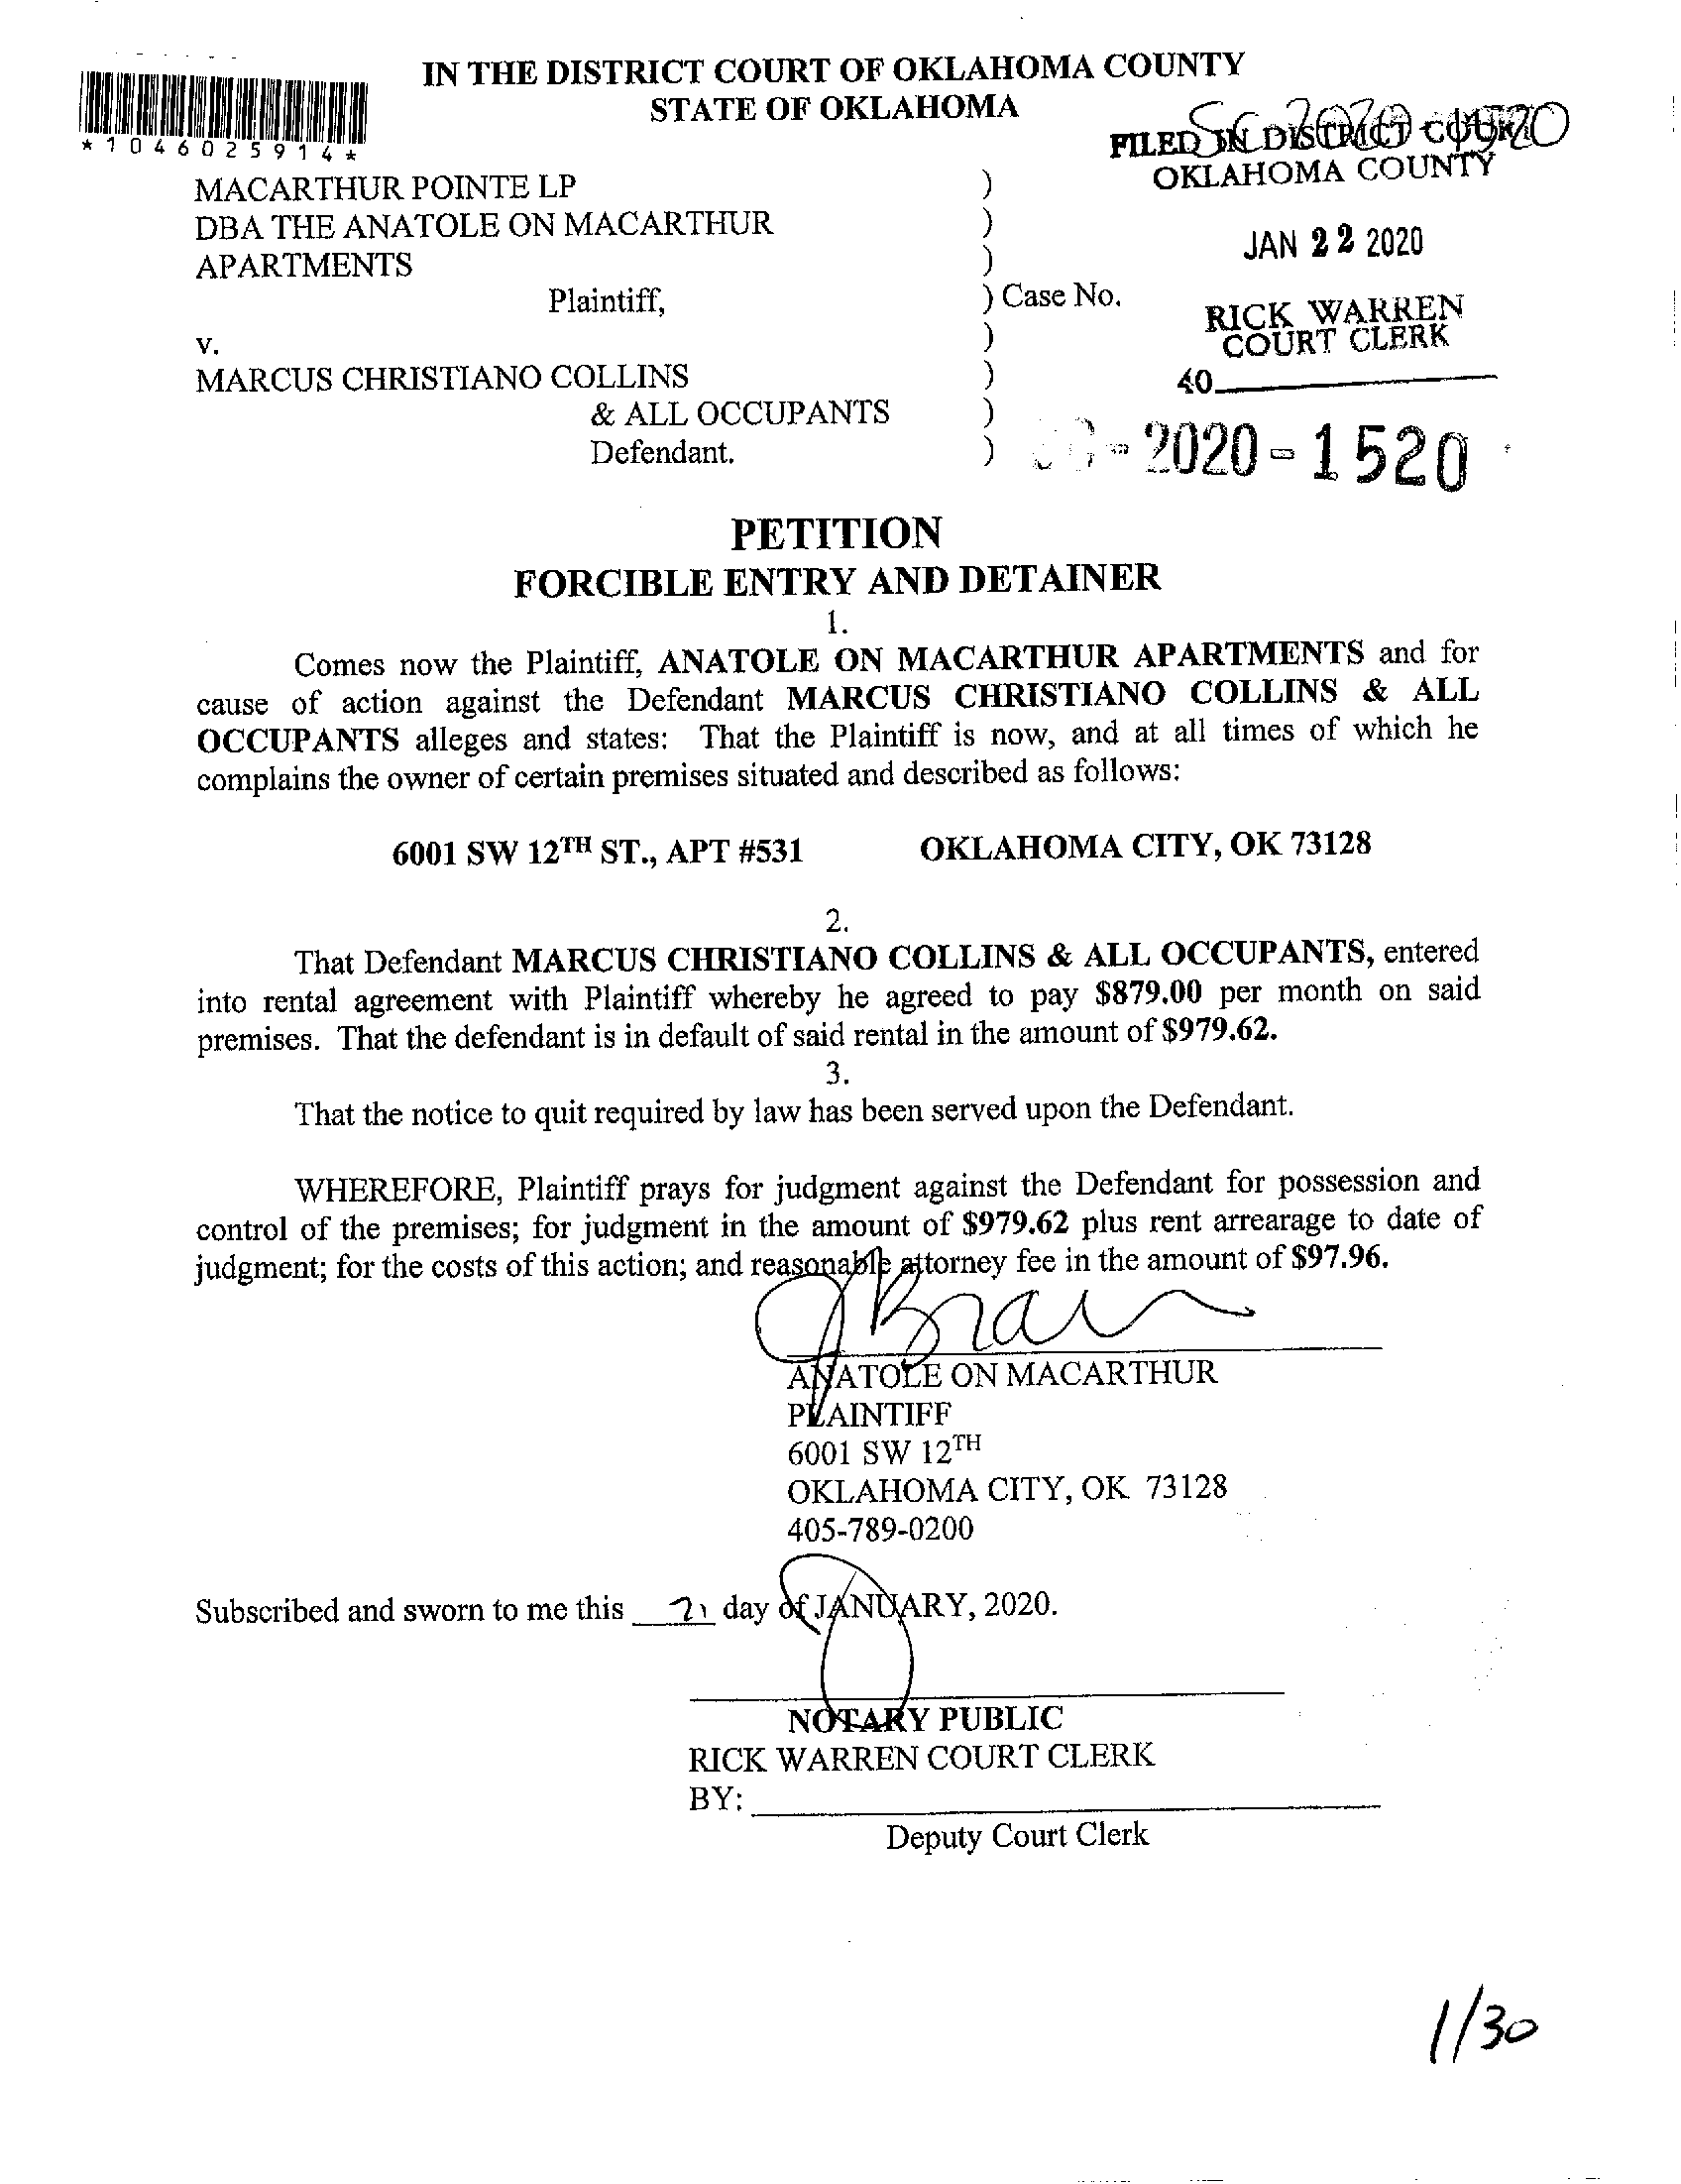 IN THE DISTRICT COURT OF OKLAHOMA COUNTY
STATE OF OKLAHOMA
*1046025914*
SC 2020 1520
FILED IN DISTRICT COURT
OKLAHOMA COUNTY
JAN 22 2020
RICK WARREN
COURT CLERK
40
MACARTHUR POINTE LP )
DBA THE ANATOLE ON MACARTHUR )
APARTMENTS )
Plaintiff, ) Case No.
v. )
MARCUS CHRISTIANO COLLINS )
& ALL OCCUPANTS )
Defendant. )
-2020-1520
PETITION
FORCIBLE ENTRY AND DETAINER
1.
Comes now the Plaintiff, ANATOLE ON MACARTHUR APARTMENTS and for
cause of action against the Defendant MARCUS CHRISTIANO COLLINS & ALL
OCCUPANTS alleges and states: That the Plaintiff is now, and at all times of which he
complains the owner of certain premises situated and described as follows:
6001 SW 12TH ST., APT #531 OKLAHOMA CITY, OK 73128
2.
That Defendant MARCUS CHRISTIANO COLLINS & ALL OCCUPANTS, entered
into rental agreement with Plaintiff whereby he agreed to pay $879.00 per month on said
premises. That the defendant is in default of said rental in the amount of $979.62.
3.
That the notice to quit required by law has been served upon the Defendant.
WHEREFORE, Plaintiff prays for judgment against the Defendant for possession and
control of the premises; for judgment in the amount of $979.62 plus rent arrearage to date of
judgment; for the costs of this action; and reasonable attorney fee in the amount of $97.96.
ANATOLE ON MACARTHUR
PLAINTIFF
6001 SW 12TH
OKLAHOMA CITY, OK 73128
405-789-0200
Subscribed and sworn to me this 21 day of JANUARY, 2020.
NOTARY PUBLIC
RICK WARREN COURT CLERK
BY:
Deputy Court Clerk
1/30